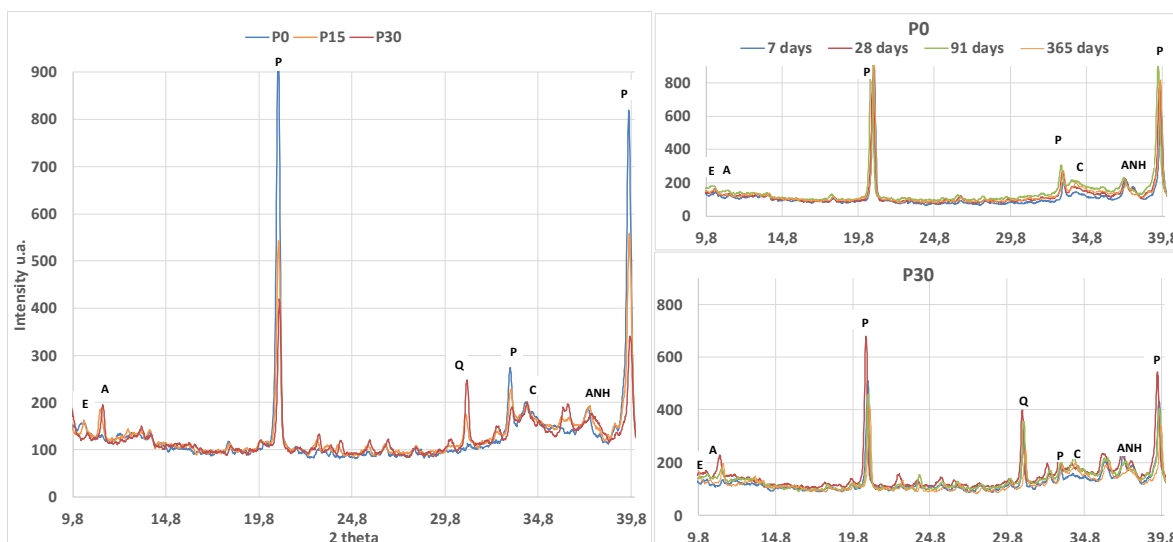 P0 P15 P30
Intensity u.a.
900
800
700
600
500
400
300
200
100
0
E
A
P
Q
P
C
ANH
P
9,8 14,8 19,8 24,8 29,8 34,8 39,8
2 theta
P0
7 days 28 days 91 days 365 days
800
600
400
200
0
E
A
P
P
C
ANH
P
9,8 14,8 19,8 24,8 29,8 34,8 39,8
P30
800
600
400
200
0
E
A
P
Q
P
C
ANH
P
9,8 14,8 19,8 24,8 29,8 34,8 39,8